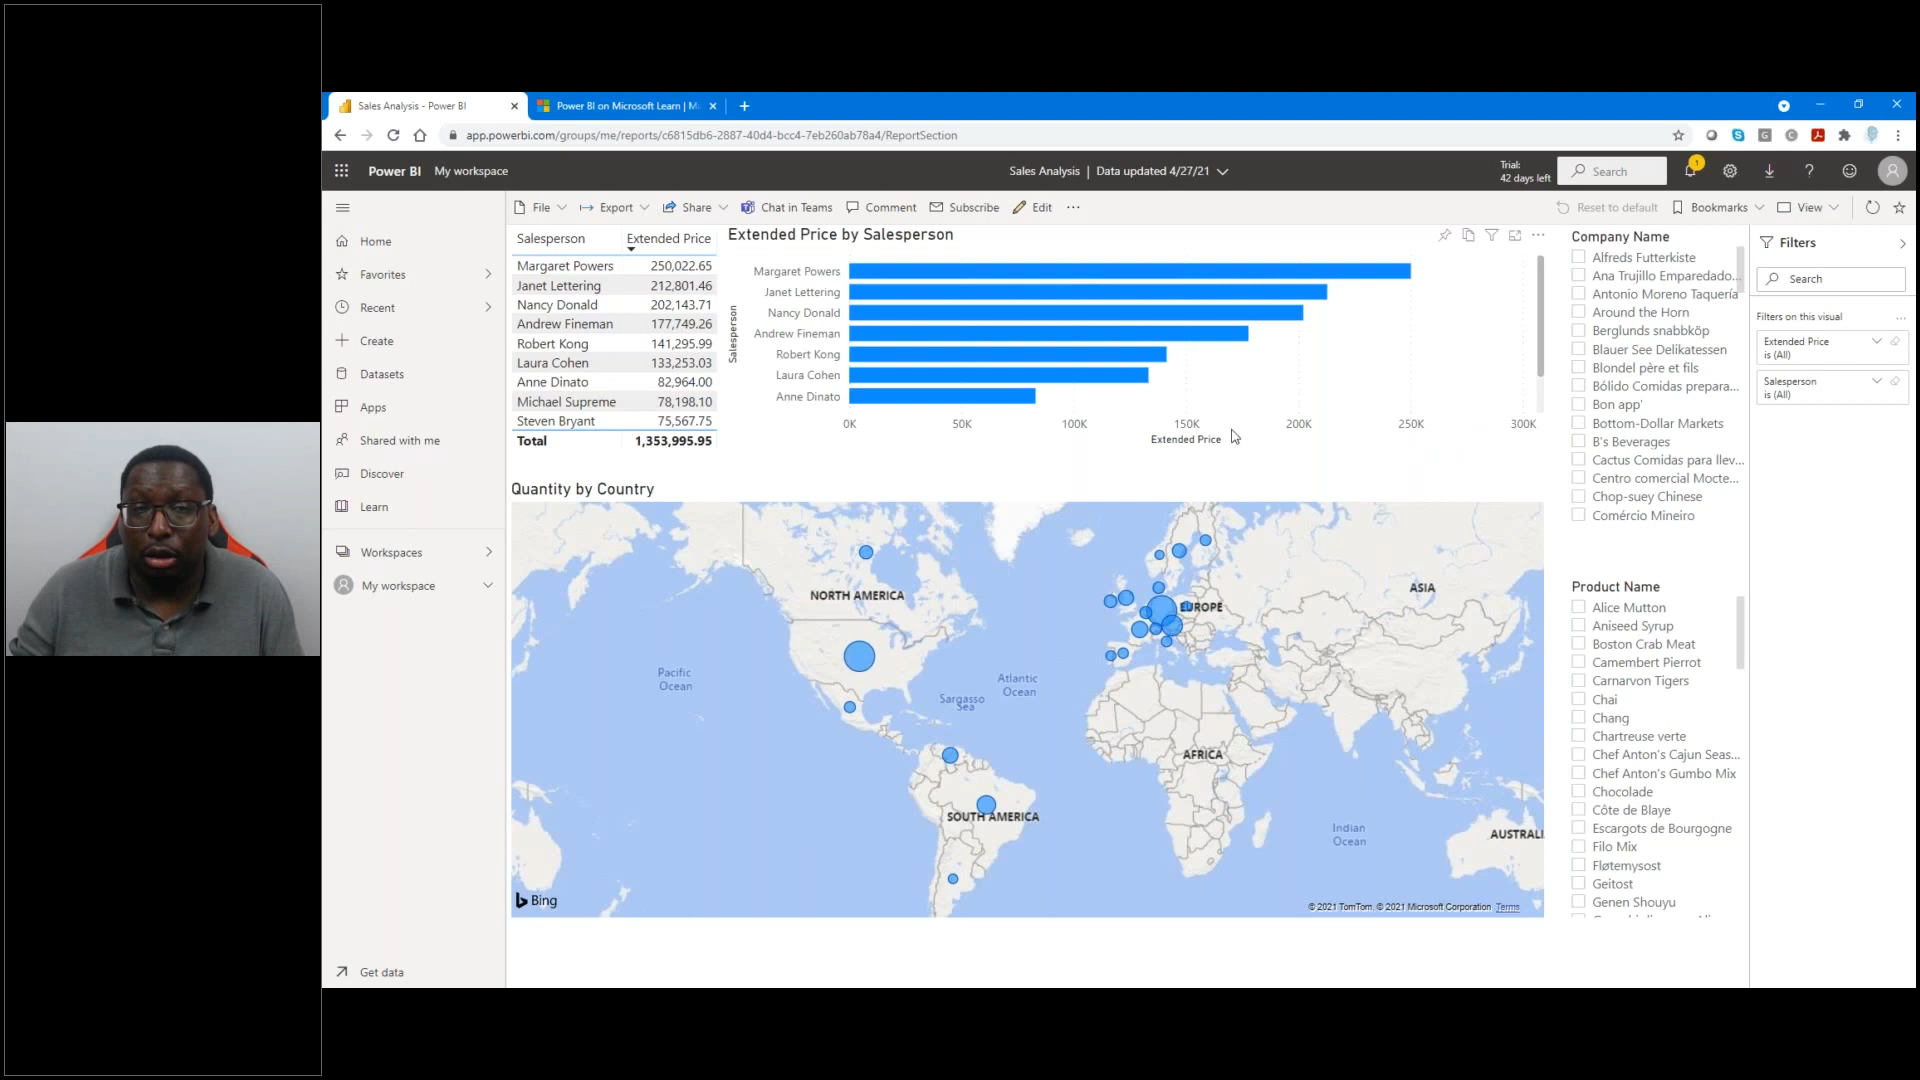 Sales Analysis - Power BI
Power BI on Microsoft Learn | Mi
app.powerbi.com/groups/me/reports/c6815db6-2887-40d4-bcc4-7eb260ab78a4/ReportSection
Power BI My workspace
Sales Analysis | Data updated 4/27/21
Trial:
42 days left
Search
1
File Export Share Chat in Teams Comment Subscribe Edit ...
Reset to default Bookmarks View
Home
Favorites
Recent
Create
Datasets
Apps
Shared with me
Discover
Learn
Workspaces
My workspace
Get data
Salesperson Extended Price
Margaret Powers 250,022.65
Janet Lettering 212,801.46
Nancy Donald 202,143.71
Andrew Fineman 177,749.26
Robert Kong 141,295.99
Laura Cohen 133,253.03
Anne Dinato 82,964.00
Michael Supreme 78,198.10
Steven Bryant 75,567.75
Total 1,353,995.95
Extended Price by Salesperson
Salesperson
Margaret Powers
Janet Lettering
Nancy Donald
Andrew Fineman
Robert Kong
Laura Cohen
Anne Dinato
0K 50K 100K 150K 200K 250K 300K
Extended Price
Quantity by Country
NORTH AMERICA
EUROPE
ASIA
Pacific
Ocean
Atlantic
Ocean
Sargasso
Sea
AFRICA
SOUTH AMERICA
Indian
Ocean
AUSTRALI
Bing
© 2021 TomTom, © 2021 Microsoft Corporation Terms
Company Name
Alfreds Futterkiste
Ana Trujillo Emparedado...
Antonio Moreno Taquería
Around the Horn
Berglunds snabbköp
Blauer See Delikatessen
Blondel père et fils
Bólido Comidas prepara...
Bon app'
Bottom-Dollar Markets
B's Beverages
Cactus Comidas para llev...
Centro comercial Mocte...
Chop-suey Chinese
Comércio Mineiro
Product Name
Alice Mutton
Aniseed Syrup
Boston Crab Meat
Camembert Pierrot
Carnarvon Tigers
Chai
Chang
Chartreuse verte
Chef Anton's Cajun Seas...
Chef Anton's Gumbo Mix
Chocolade
Côte de Blaye
Escargots de Bourgogne
Filo Mix
Fløtemysost
Geitost
Genen Shouyu
Filters
Search
Filters on this visual ...
Extended Price
is (All)
Salesperson
is (All)